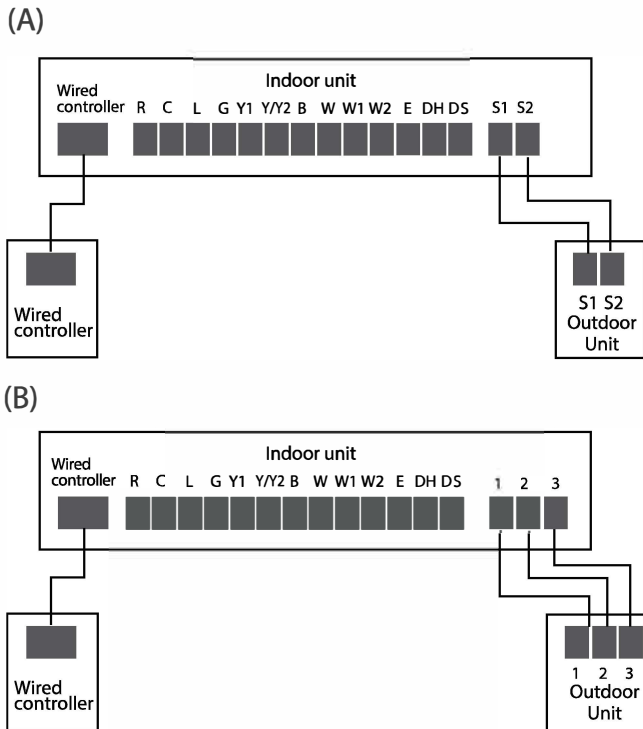 (A)
Indoor unit
Wired
controller
R C L G Y1 Y/Y2 B W W1 W2 E DH DS S1 S2
Wired
controller
S1 S2
Outdoor
Unit
(B)
Indoor unit
Wired
controller
R C L G Y1 Y/Y2 B W W1 W2 E DH DS 1 2 3
Wired
controller
1 2 3
Outdoor
Unit